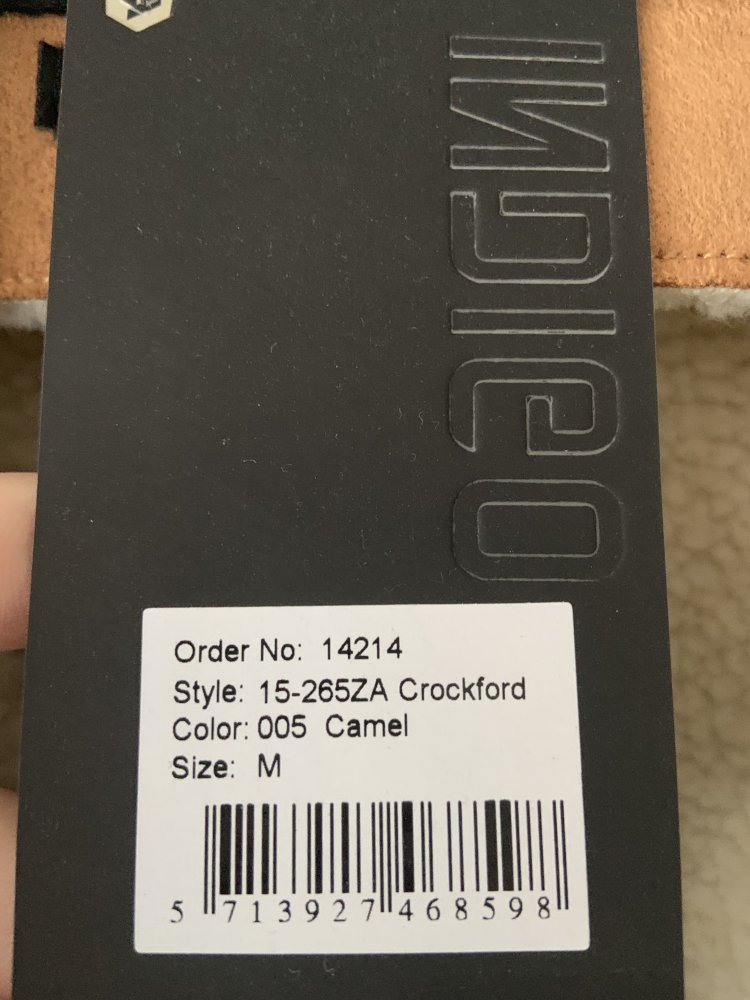 INDIGO
Order No: 14214
Style: 15-265ZA Crockford
Color: 005 Camel
Size: M
5 713927 468598